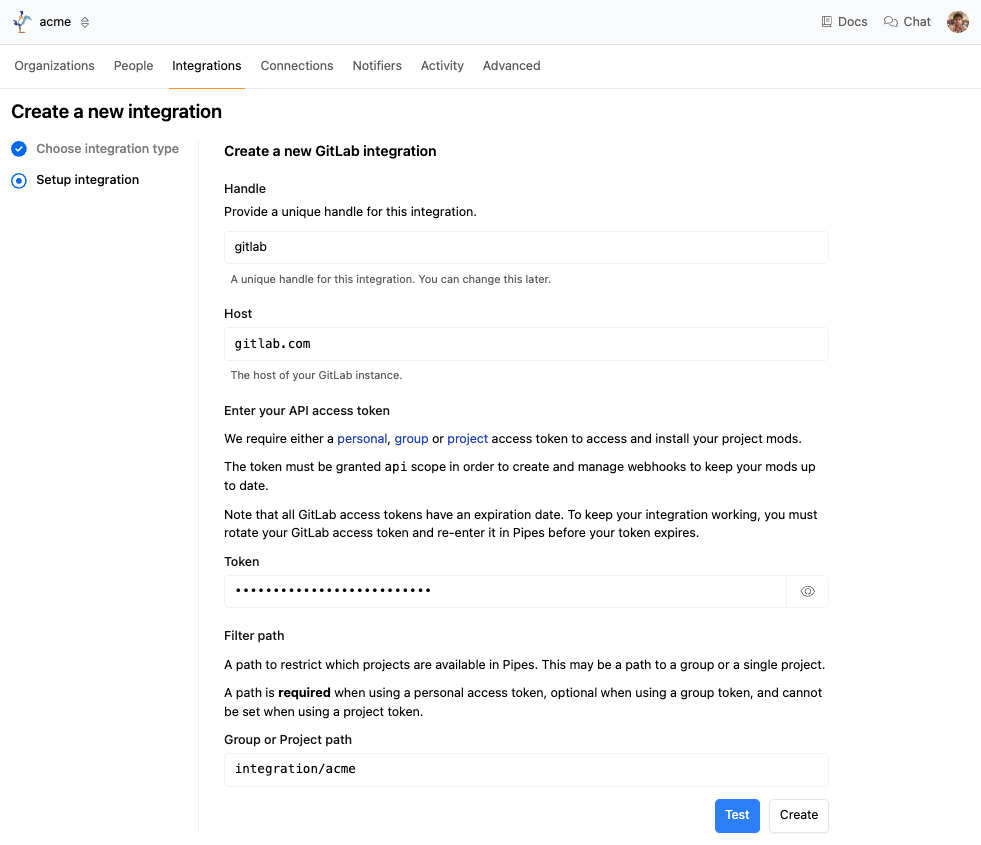 acme
Docs
Chat
Organizations
People
Integrations
Connections
Notifiers
Activity
Advanced
Create a new integration
Choose integration type
Setup integration
Create a new GitLab integration
Handle
Provide a unique handle for this integration.
gitlab
A unique handle for this integration. You can change this later.
Host
gitlab.com
The host of your GitLab instance.
Enter your API access token
We require either a personal, group or project access token to access and install your project mods.
The token must be granted api scope in order to create and manage webhooks to keep your mods up
to date.
Note that all GitLab access tokens have an expiration date. To keep your integration working, you must
rotate your GitLab access token and re-enter it in Pipes before your token expires.
Token
••••••••••••••••••••••••••
Filter path
A path to restrict which projects are available in Pipes. This may be a path to a group or a single project.
A path is required when using a personal access token, optional when using a group token, and cannot
be set when using a project token.
Group or Project path
integration/acme
Test
Create